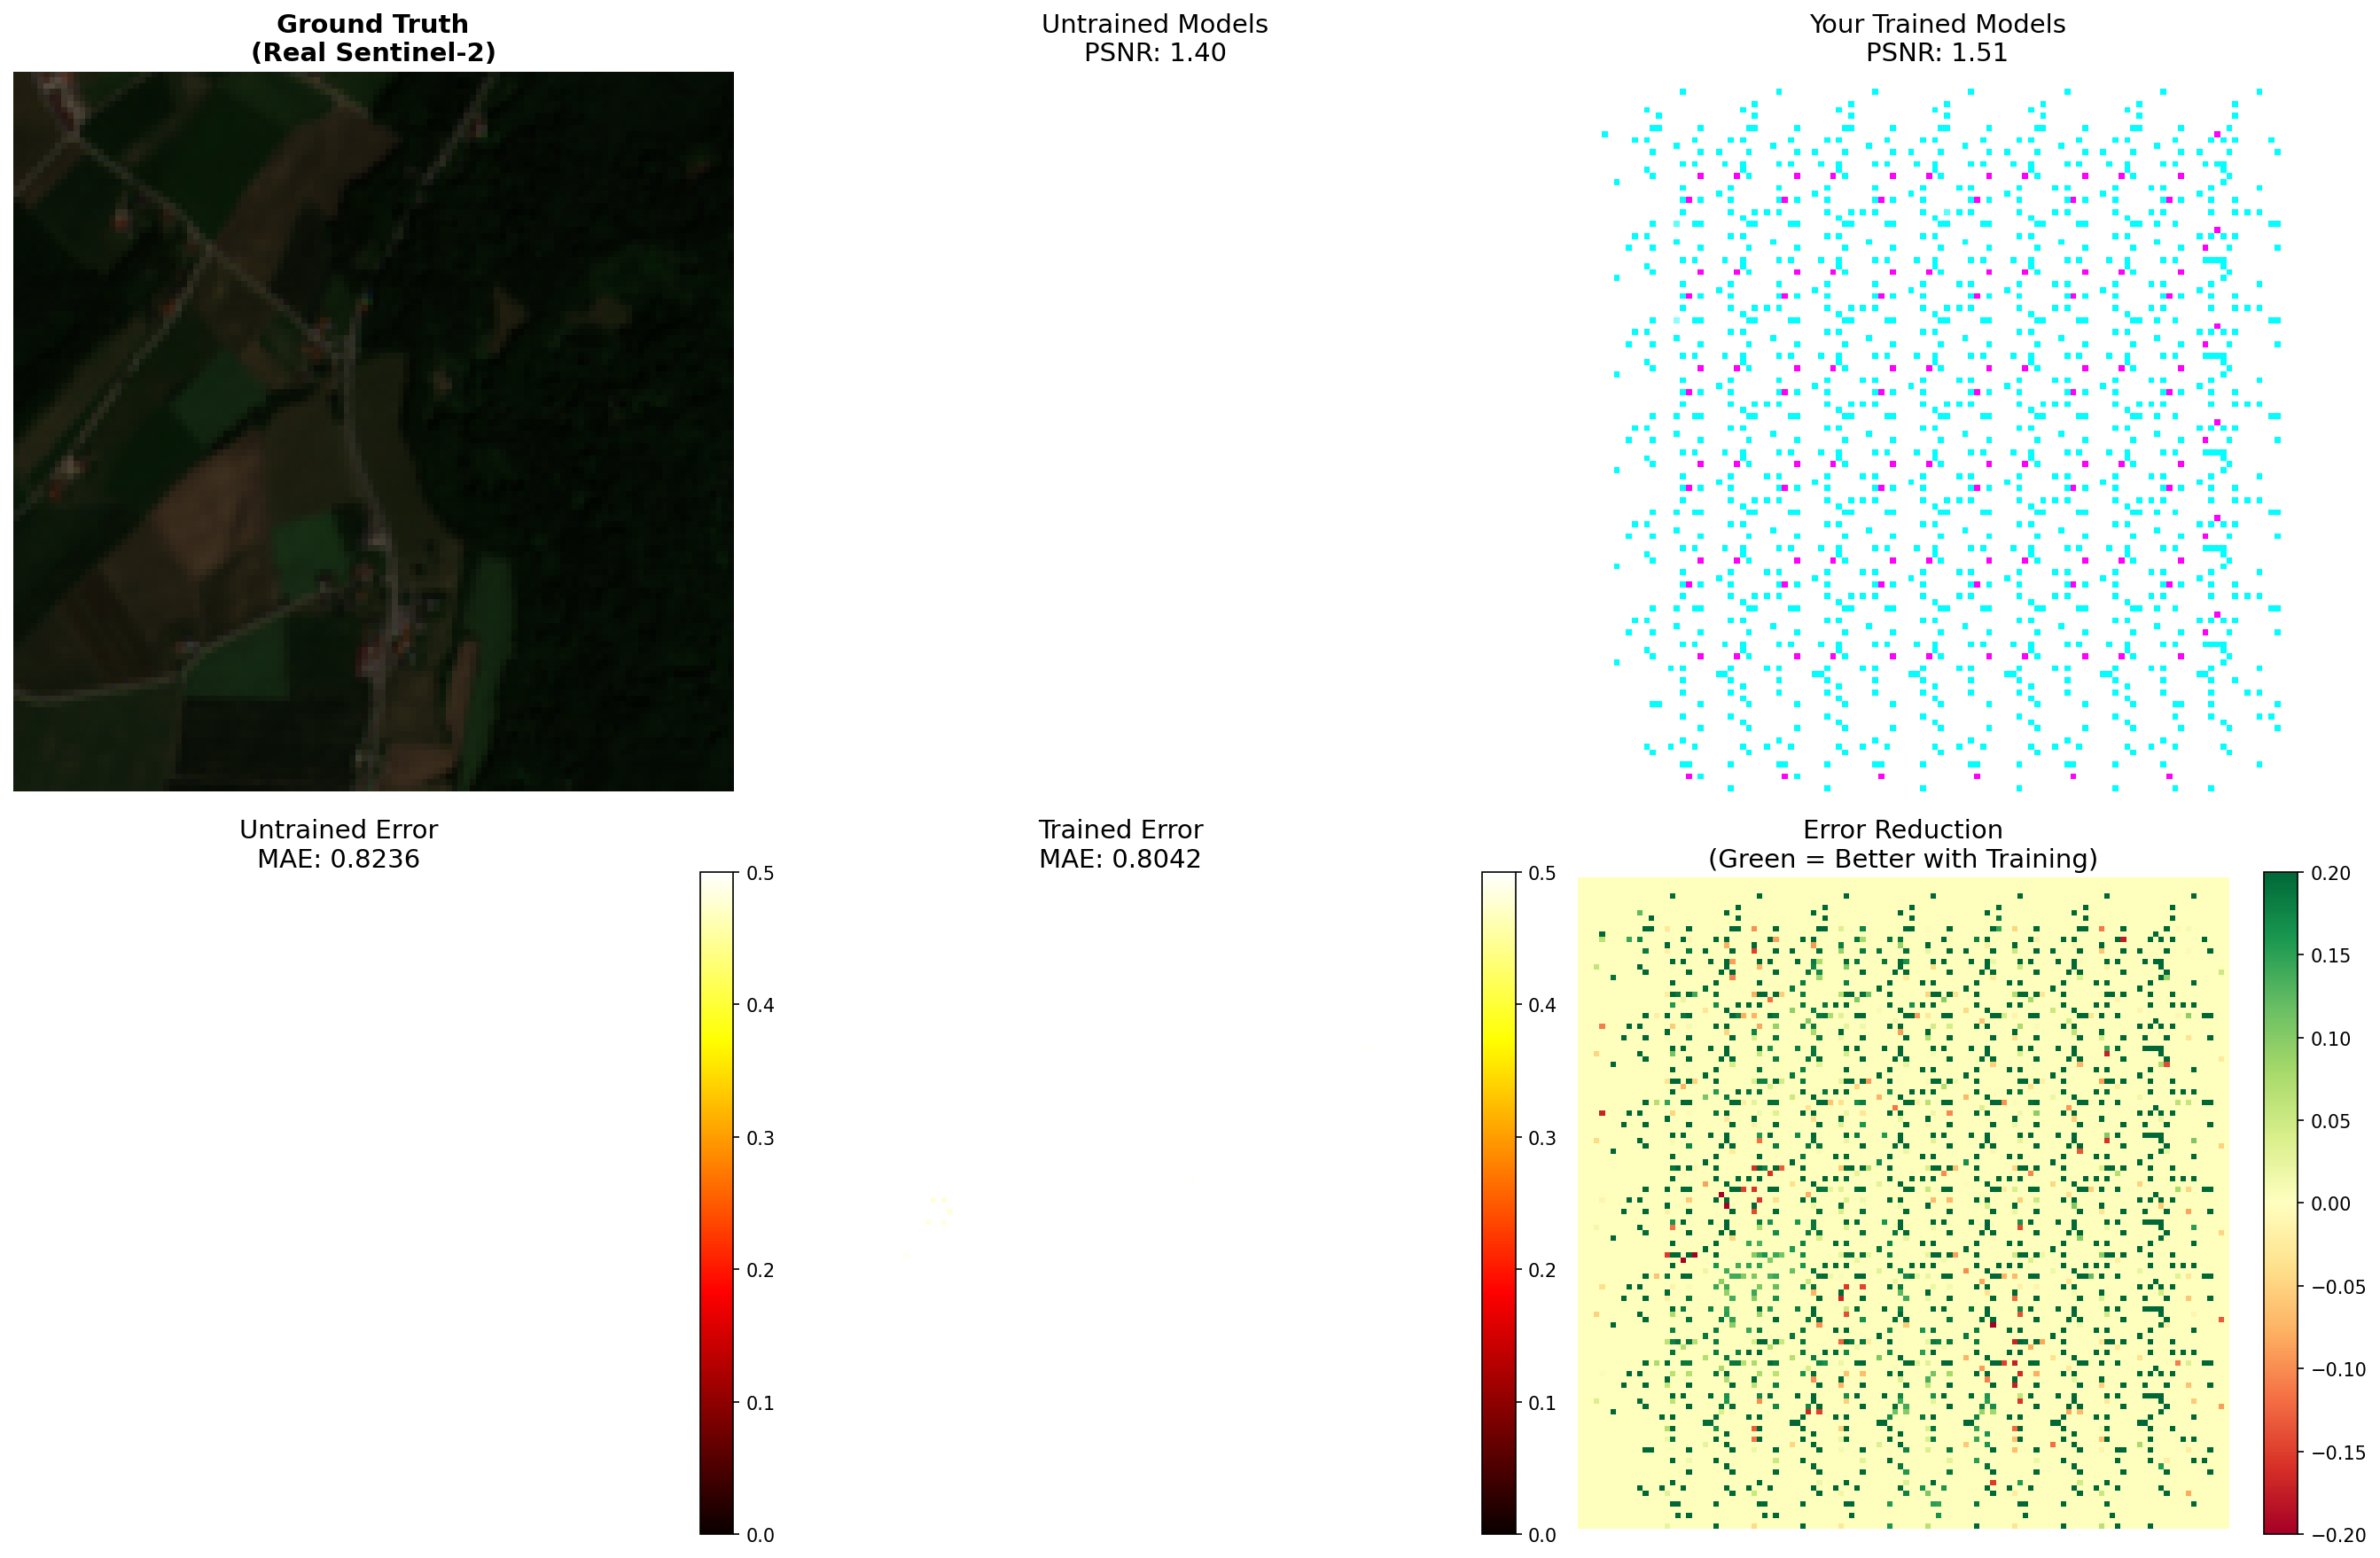 Ground Truth
(Real Sentinel-2)
Untrained Models
PSNR: 1.40
Your Trained Models
PSNR: 1.51
Untrained Error
MAE: 0.8236
0.5
0.4
0.3
0.2
0.1
0.0
Trained Error
MAE: 0.8042
0.5
0.4
0.3
0.2
0.1
0.0
Error Reduction
(Green = Better with Training)
0.20
0.15
0.10
0.05
0.00
−0.05
−0.10
−0.15
−0.20